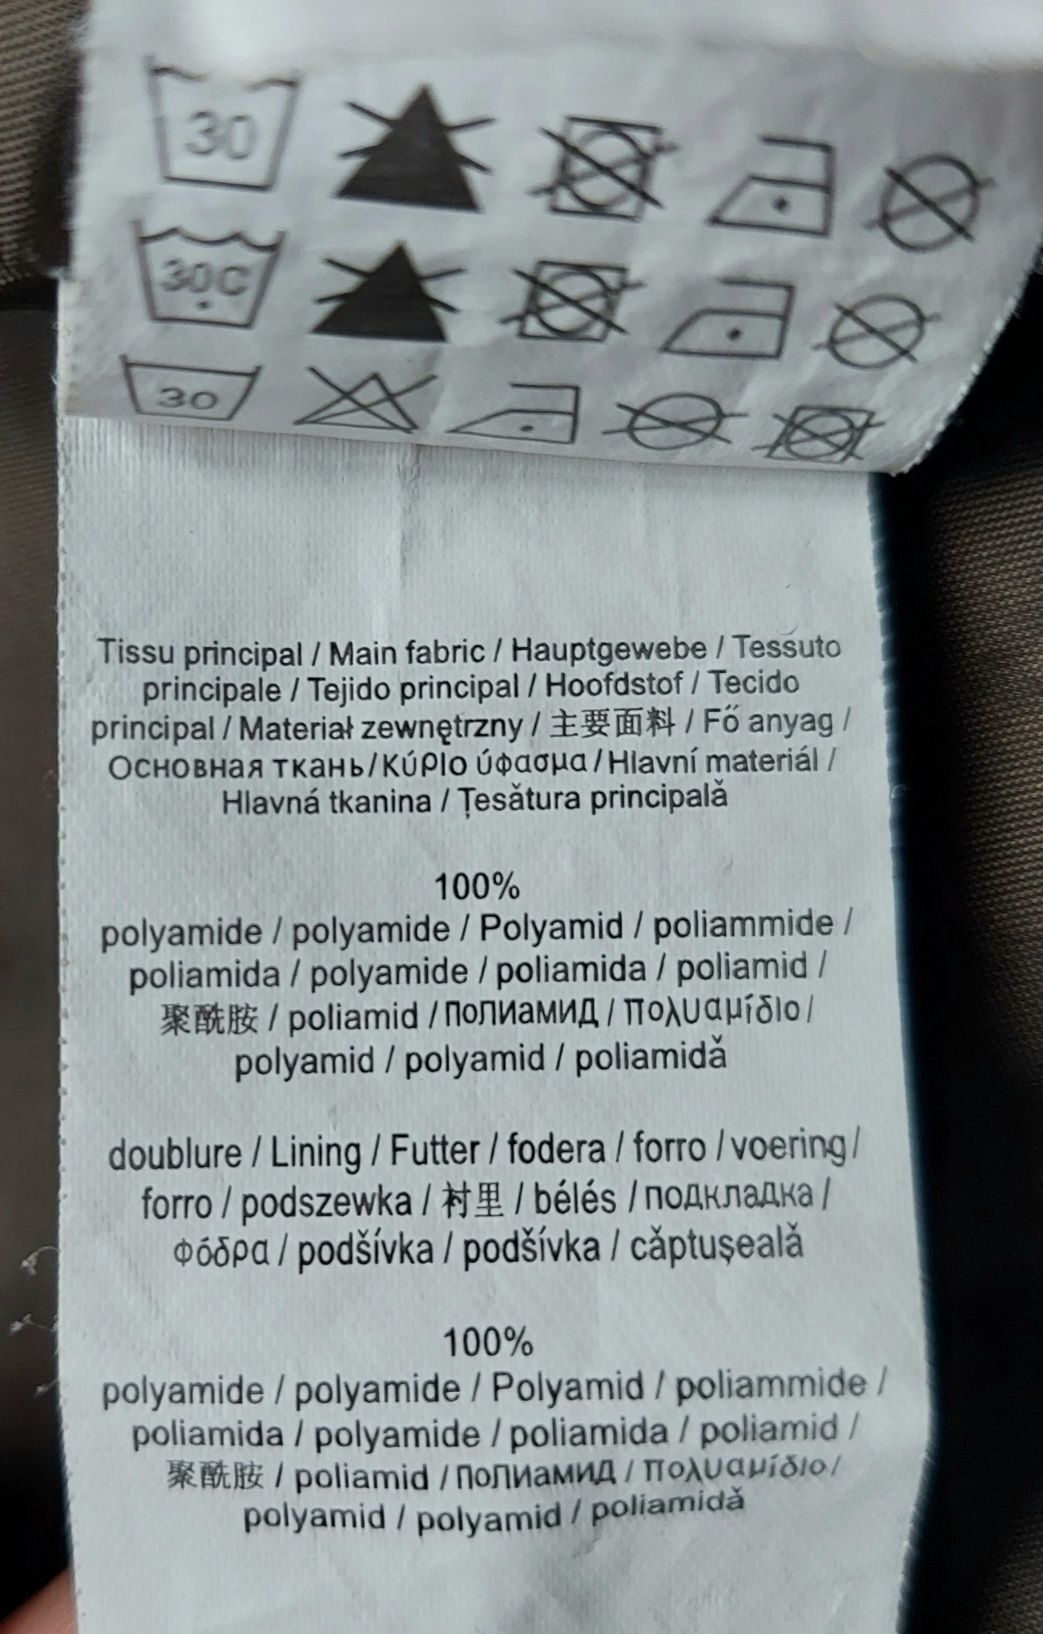 30
30C
30
Tissu principal / Main fabric / Hauptgewebe / Tessuto
principale / Tejido principal / Hoofdstof / Tecido
principal / Materiał zewnętrzny / 主要面料 / Fő anyag /
Основная ткань/Κύριο ύφασμα/Hlavní materiál /
Hlavná tkanina / Țesătura principală
100%
polyamide / polyamide / Polyamid / poliammide /
poliamida / polyamide / poliamida / poliamid /
聚酰胺 / poliamid / полиамид / πολυαμίδιο /
polyamid / polyamid / poliamidă
doublure / Lining / Futter / fodera / forro / voering/
forro / podszewka / 衬里 / bélés / подкладка /
Φόδρα / podšívka / podšívka / căptușeală
100%
polyamide / polyamide / Polyamid / poliammide /
poliamida / polyamide / poliamida / poliamid /
聚酰胺 / poliamid / полиамид / πολυαμίδιο/
polyamid / polyamid / poliamidă